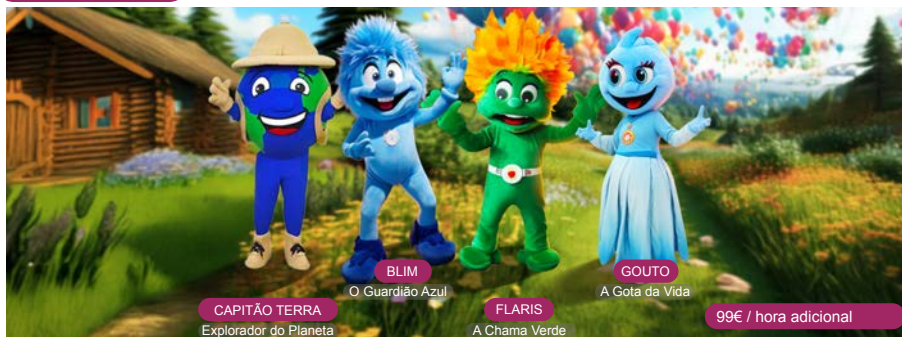 BLIM
O Guardião Azul
GOUTO
A Gota da Vida
CAPITÃO TERRA
Explorador do Planeta
FLARIS
A Chama Verde
99€ / hora adicional